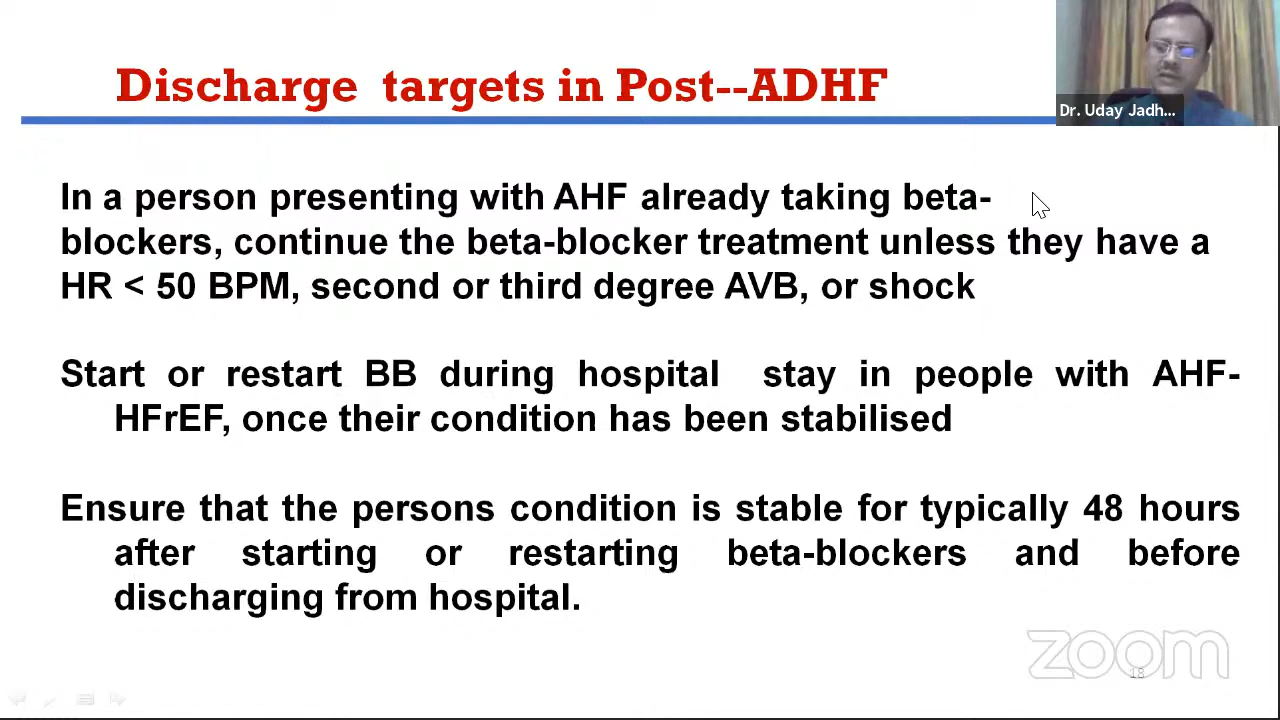 Discharge targets in Post--ADHF
Dr. Uday Jadh...
In a person presenting with AHF already taking beta-
blockers, continue the beta-blocker treatment unless they have a
HR < 50 BPM, second or third degree AVB, or shock
Start or restart BB during hospital stay in people with AHF-
HFrEF, once their condition has been stabilised
Ensure that the persons condition is stable for typically 48 hours
after starting or restarting beta-blockers and before
discharging from hospital.
zoom
18